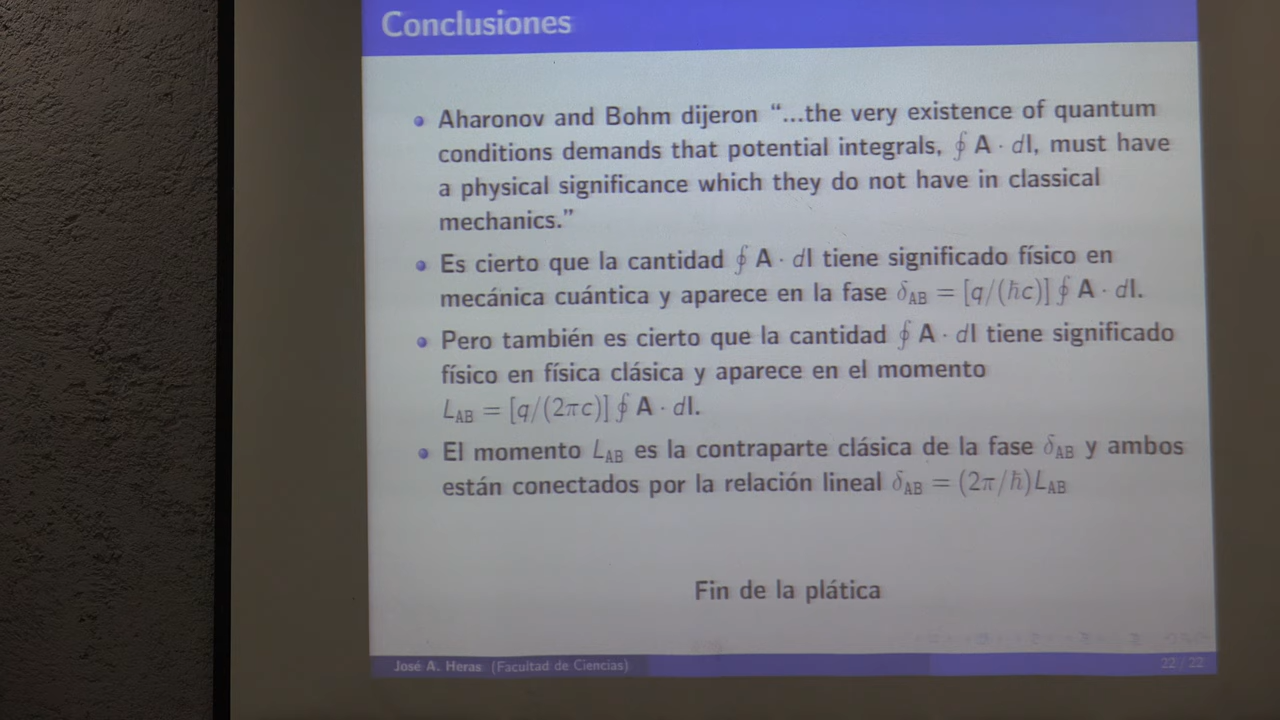 Conclusiones
Aharonov and Bohm dijeron “...the very existence of quantum
conditions demands that potential integrals, ∮ A · dl, must have
a physical significance which they do not have in classical
mechanics.”
Es cierto que la cantidad ∮ A · dl tiene significado físico en
mecánica cuántica y aparece en la fase δ_AB = [q/(ℏc)] ∮ A · dl.
Pero también es cierto que la cantidad ∮ A · dl tiene significado
físico en física clásica y aparece en el momento
L_AB = [q/(2πc)] ∮ A · dl.
El momento L_AB es la contraparte clásica de la fase δ_AB y ambos
están conectados por la relación lineal δ_AB = (2π/ℏ)L_AB
Fin de la plática
José A. Heras (Facultad de Ciencias)
22 / 22